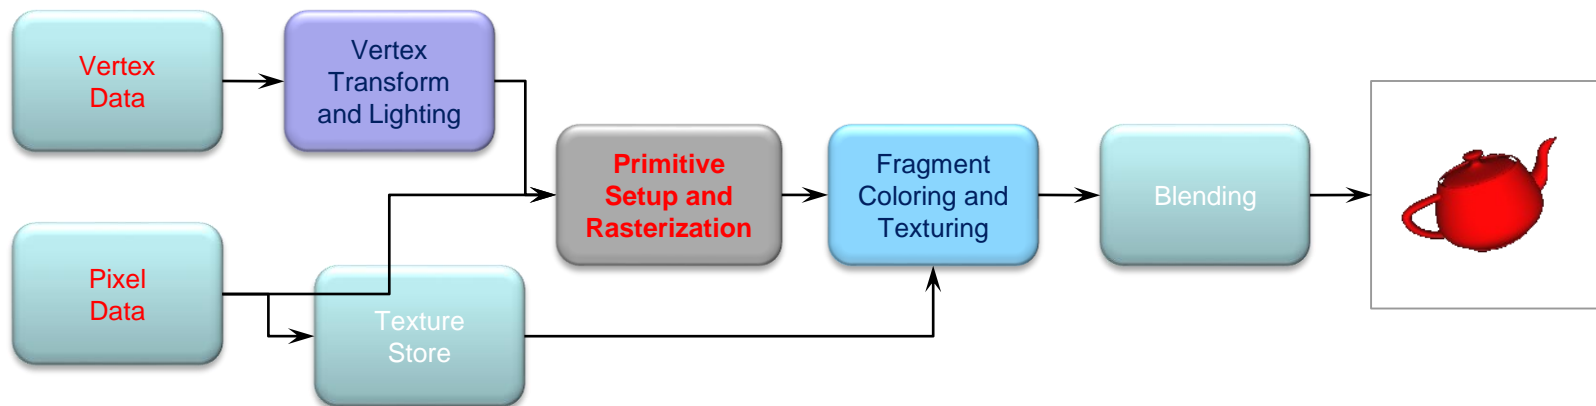 Vertex
Data
Vertex
Transform
and Lighting
Primitive
Setup and
Rasterization
Fragment
Coloring and
Texturing
Blending
Pixel
Data
Texture
Store